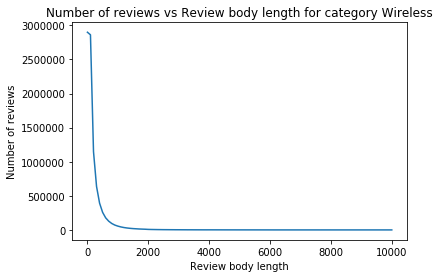 Number of reviews vs Review body length for category Wireless
3000000
2500000
2000000
1500000
1000000
500000
0
Number of reviews
0 2000 4000 6000 8000 10000
Review body length